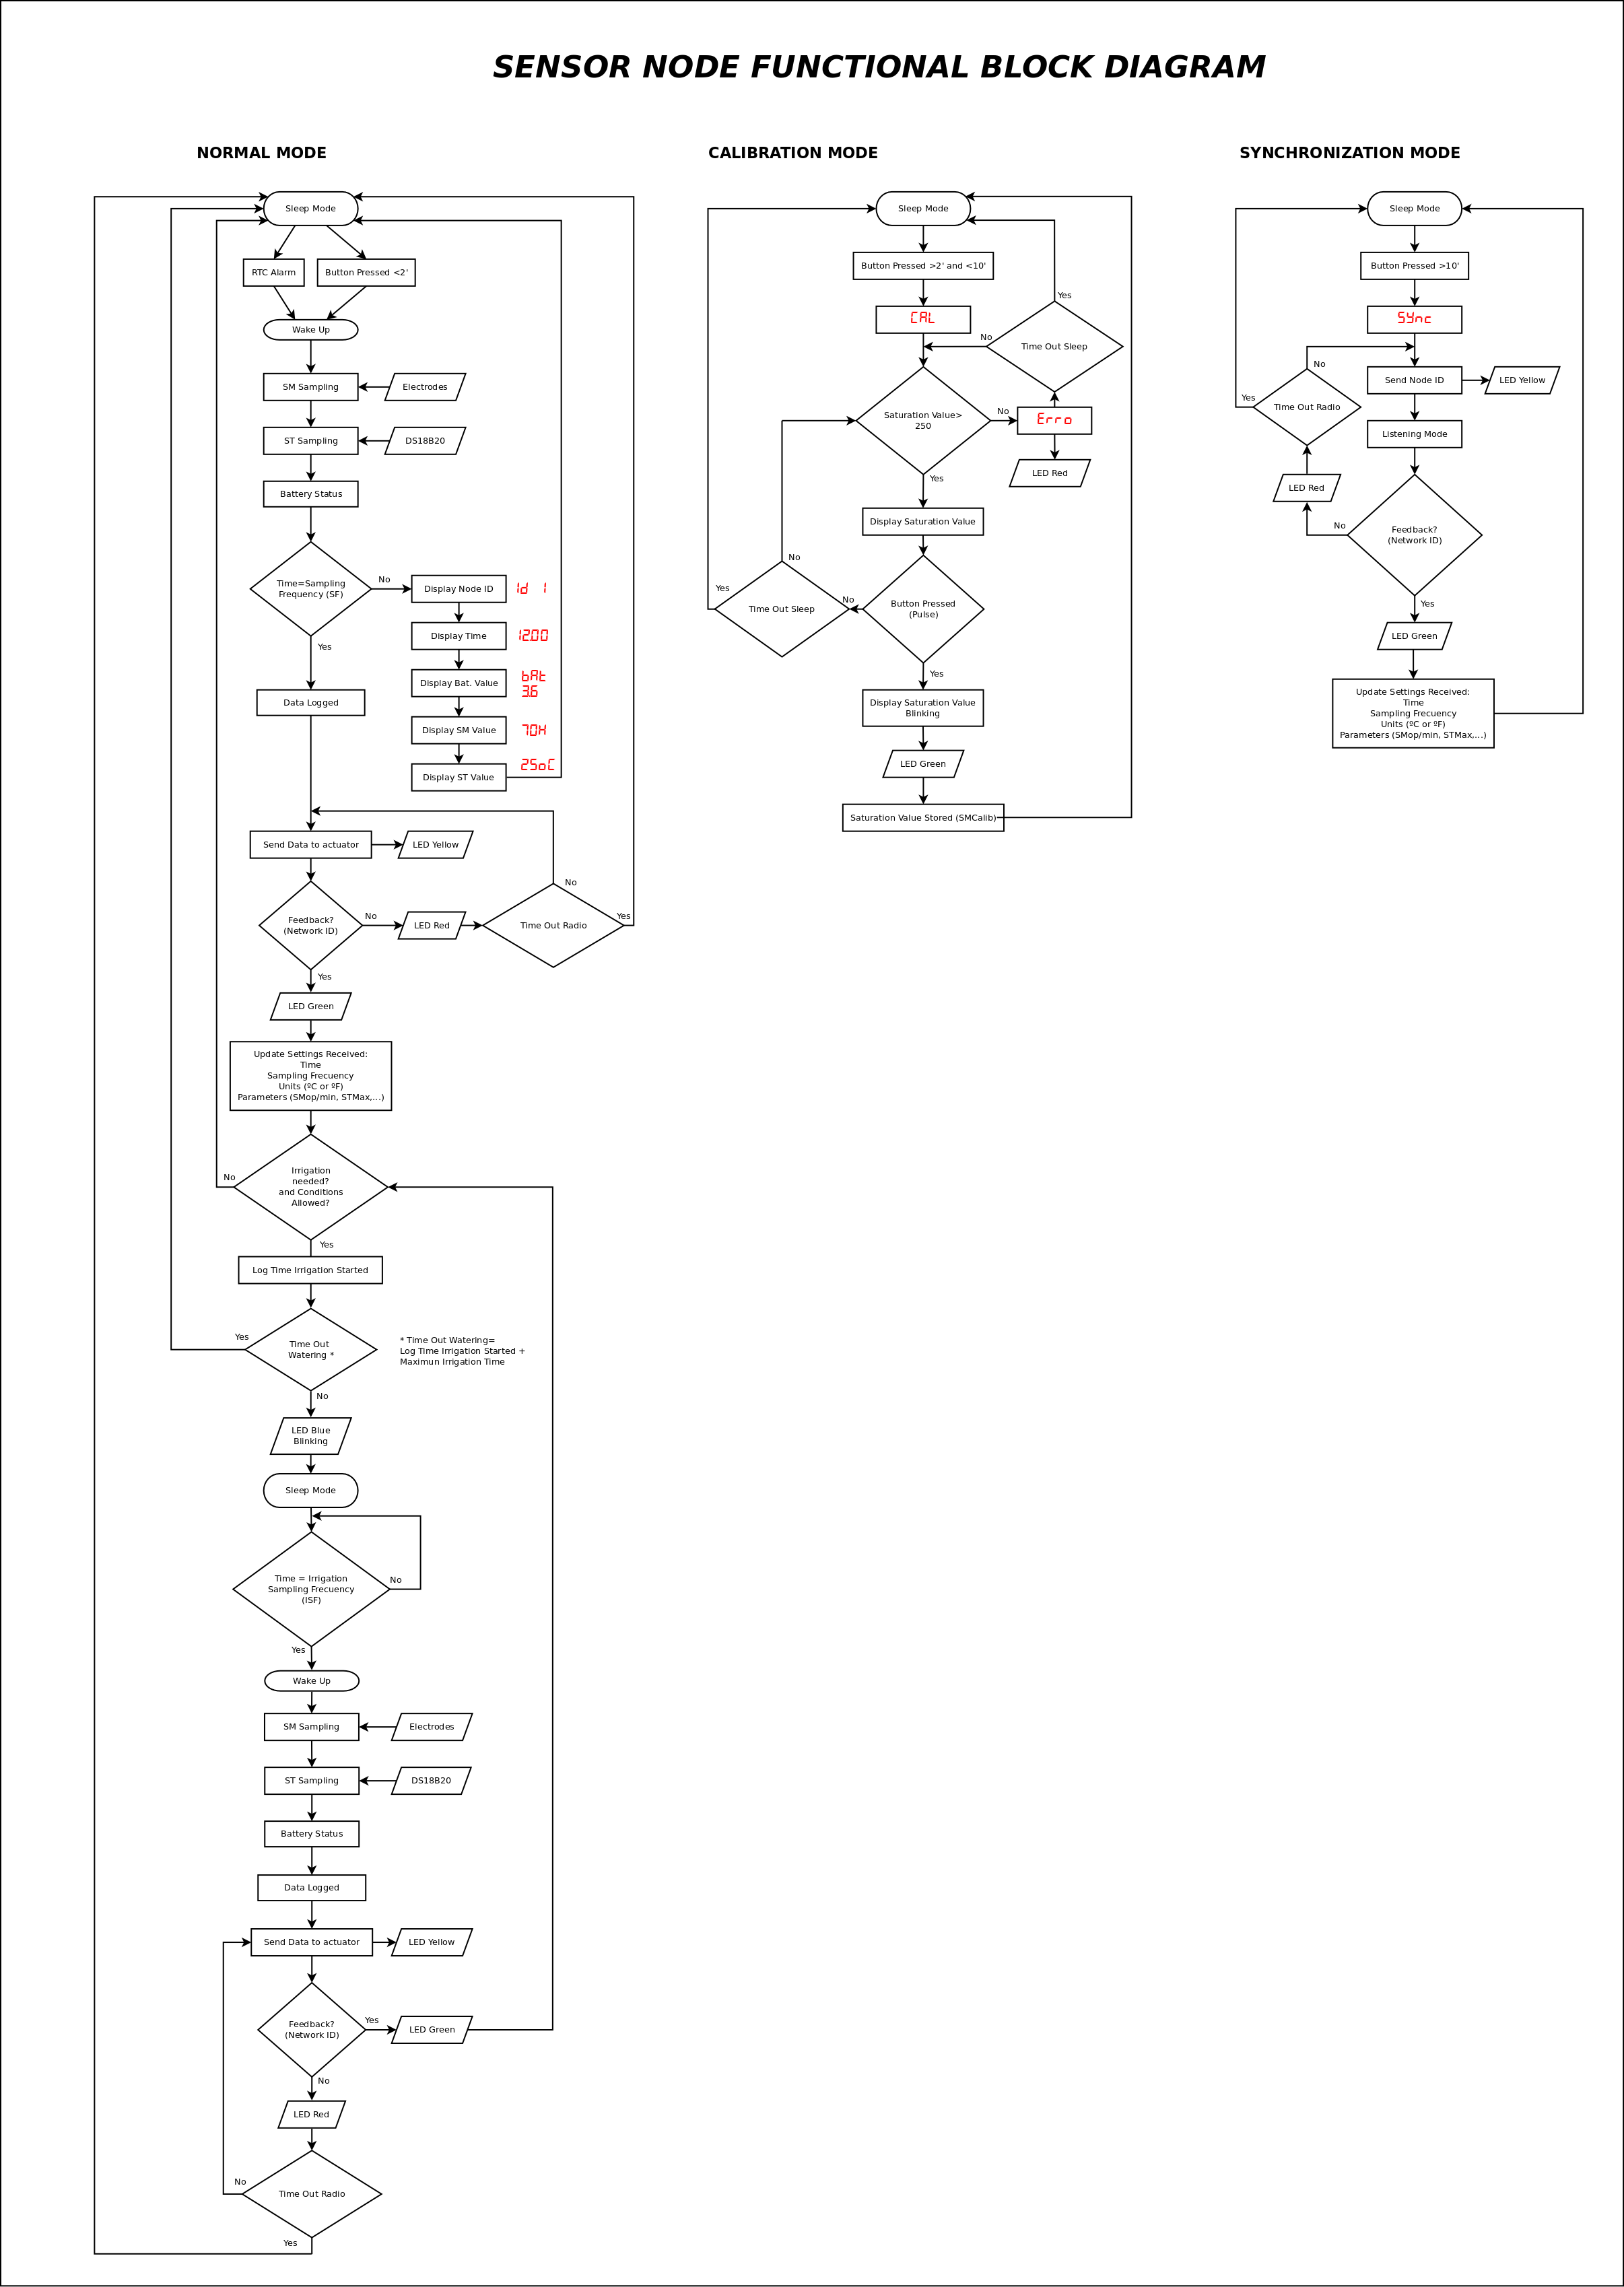 SENSOR NODE FUNCTIONAL BLOCK DIAGRAM
NORMAL MODE
Sleep Mode
RTC Alarm
Button Pressed <2'
Wake Up
SM Sampling
Electrodes
ST Sampling
DS18B20
Battery Status
Time=Sampling
Frequency (SF)
No
Display Node ID
Id 1
Display Time
12.00
Yes
Display Bat. Value
bAt
3.6
Data Logged
Display SM Value
70H
Display ST Value
25oC
Send Data to actuator
LED Yellow
Feedback?
(Network ID)
No
LED Red
Time Out Radio
No
Yes
Yes
LED Green
Update Settings Received:
Time
Sampling Frecuency
Units (ºC or ºF)
Parameters (SMop/min, STMax,...)
Irrigation
needed?
and Conditions
Allowed?
No
Yes
Log Time Irrigation Started
Time Out
Watering *
Yes
* Time Out Watering=
Log Time Irrigation Started +
Maximun Irrigation Time
No
LED Blue
Blinking
Sleep Mode
Time = Irrigation
Sampling Frecuency
(ISF)
No
Yes
Wake Up
SM Sampling
Electrodes
ST Sampling
DS18B20
Battery Status
Data Logged
Send Data to actuator
LED Yellow
Feedback?
(Network ID)
Yes
LED Green
No
LED Red
Time Out Radio
No
Yes
CALIBRATION MODE
Sleep Mode
Button Pressed >2' and <10'
CAL
Yes
Time Out Sleep
No
Saturation Value>
250
No
Erro
LED Red
Yes
Display Saturation Value
Button Pressed
(Pulse)
No
Time Out Sleep
No
Yes
Yes
Display Saturation Value
Blinking
LED Green
Saturation Value Stored (SMCalib)
SYNCHRONIZATION MODE
Sleep Mode
Button Pressed >10'
SYnc
Send Node ID
LED Yellow
Listening Mode
Feedback?
(Network ID)
No
LED Red
Time Out Radio
No
Yes
Yes
LED Green
Update Settings Received:
Time
Sampling Frecuency
Units (ºC or ºF)
Parameters (SMop/min, STMax,...)